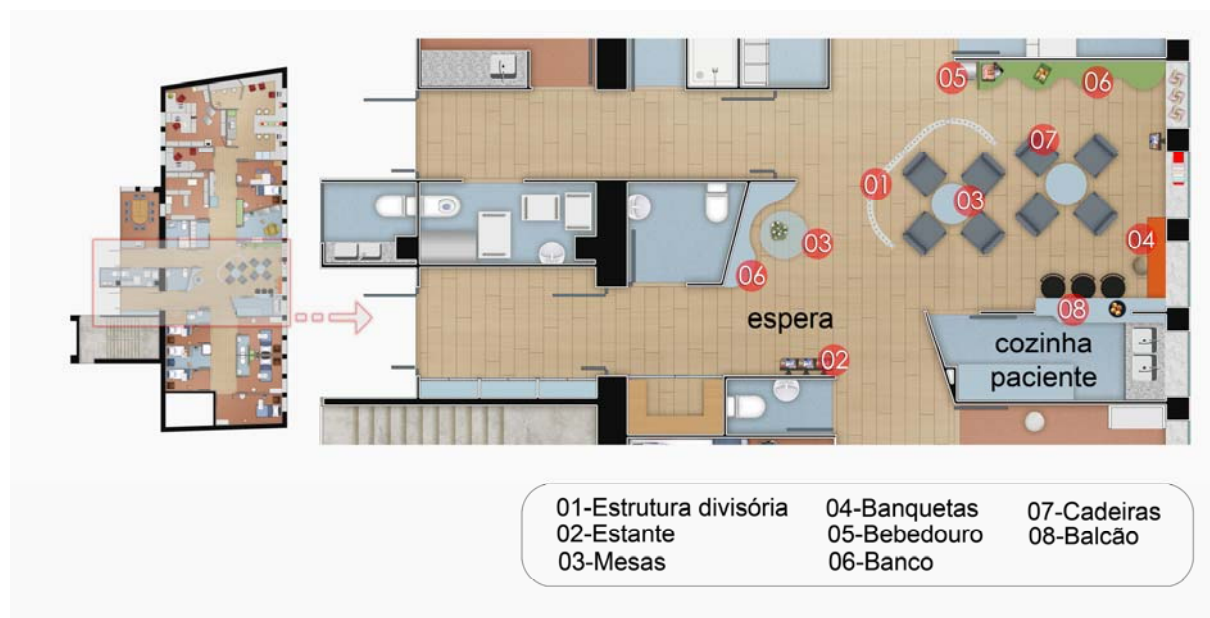 05
06
07
01
03
04
03
06
08
espera
cozinha
paciente
02
01-Estrutura divisória
02-Estante
03-Mesas
04-Banquetas
05-Bebedouro
06-Banco
07-Cadeiras
08-Balcão